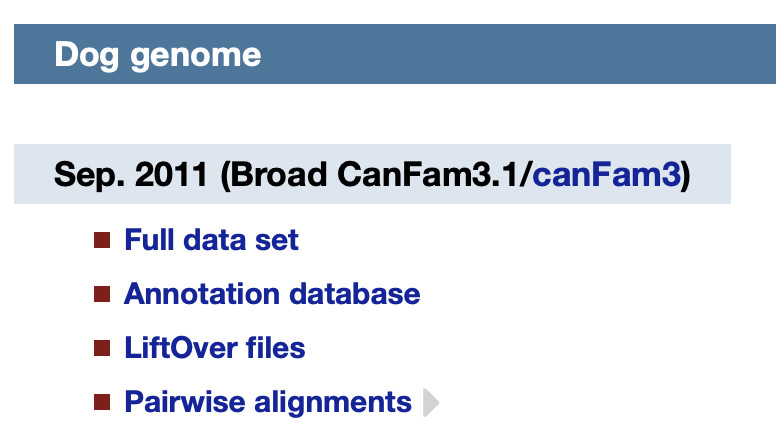 Dog genome
Sep. 2011 (Broad CanFam3.1/canFam3)
Full data set
Annotation database
LiftOver files
Pairwise alignments